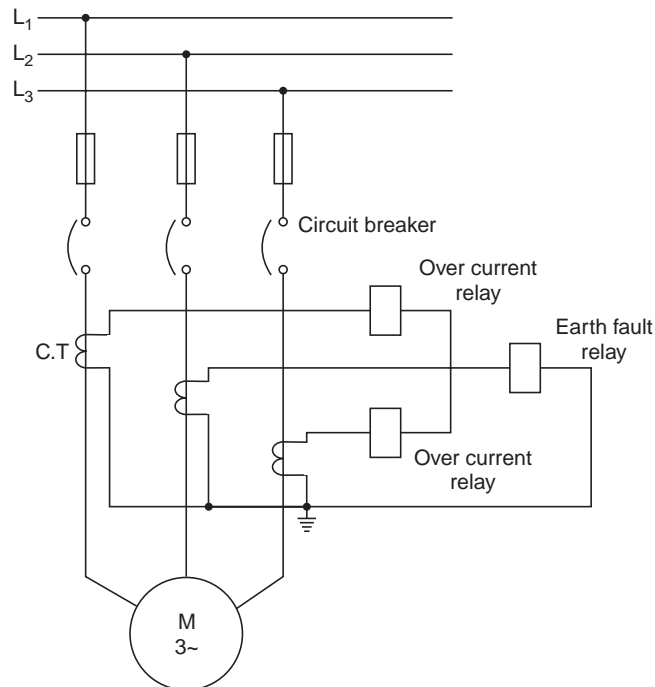 L1
L2
L3
Circuit breaker
Over current
relay
Earth fault
relay
C.T
Over current
relay
M
3~